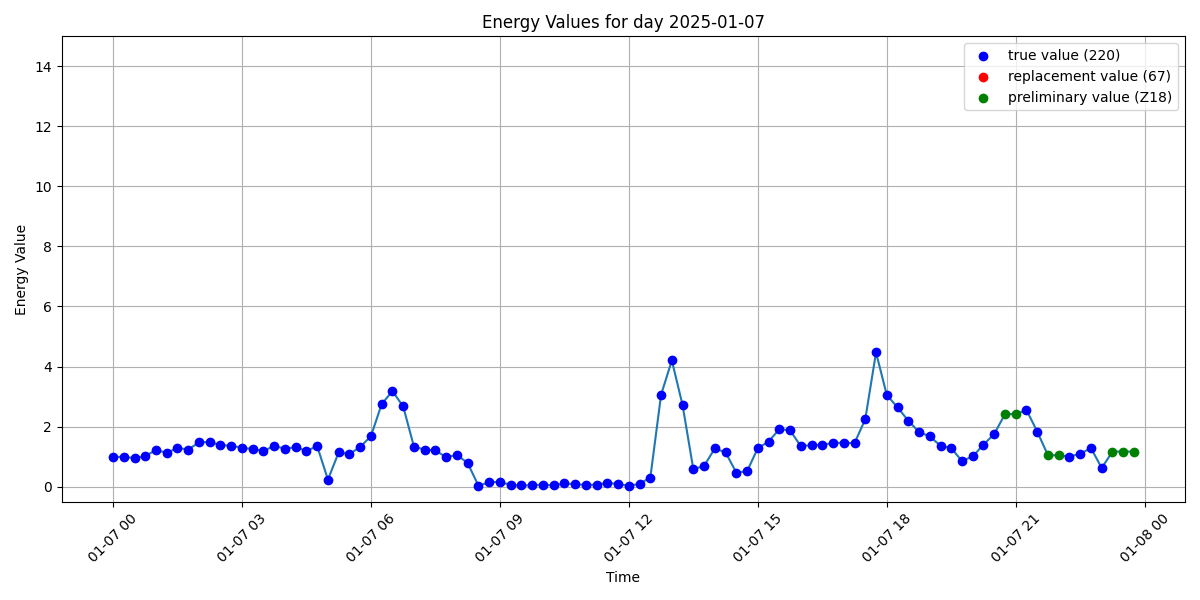 Energy Values for day 2025-01-07
true value (220)
replacement value (67)
preliminary value (Z18)
Energy Value
14
12
10
8
6
4
2
0
01-07 00
01-07 03
01-07 06
01-07 09
01-07 12
01-07 15
01-07 18
01-07 21
01-08 00
Time